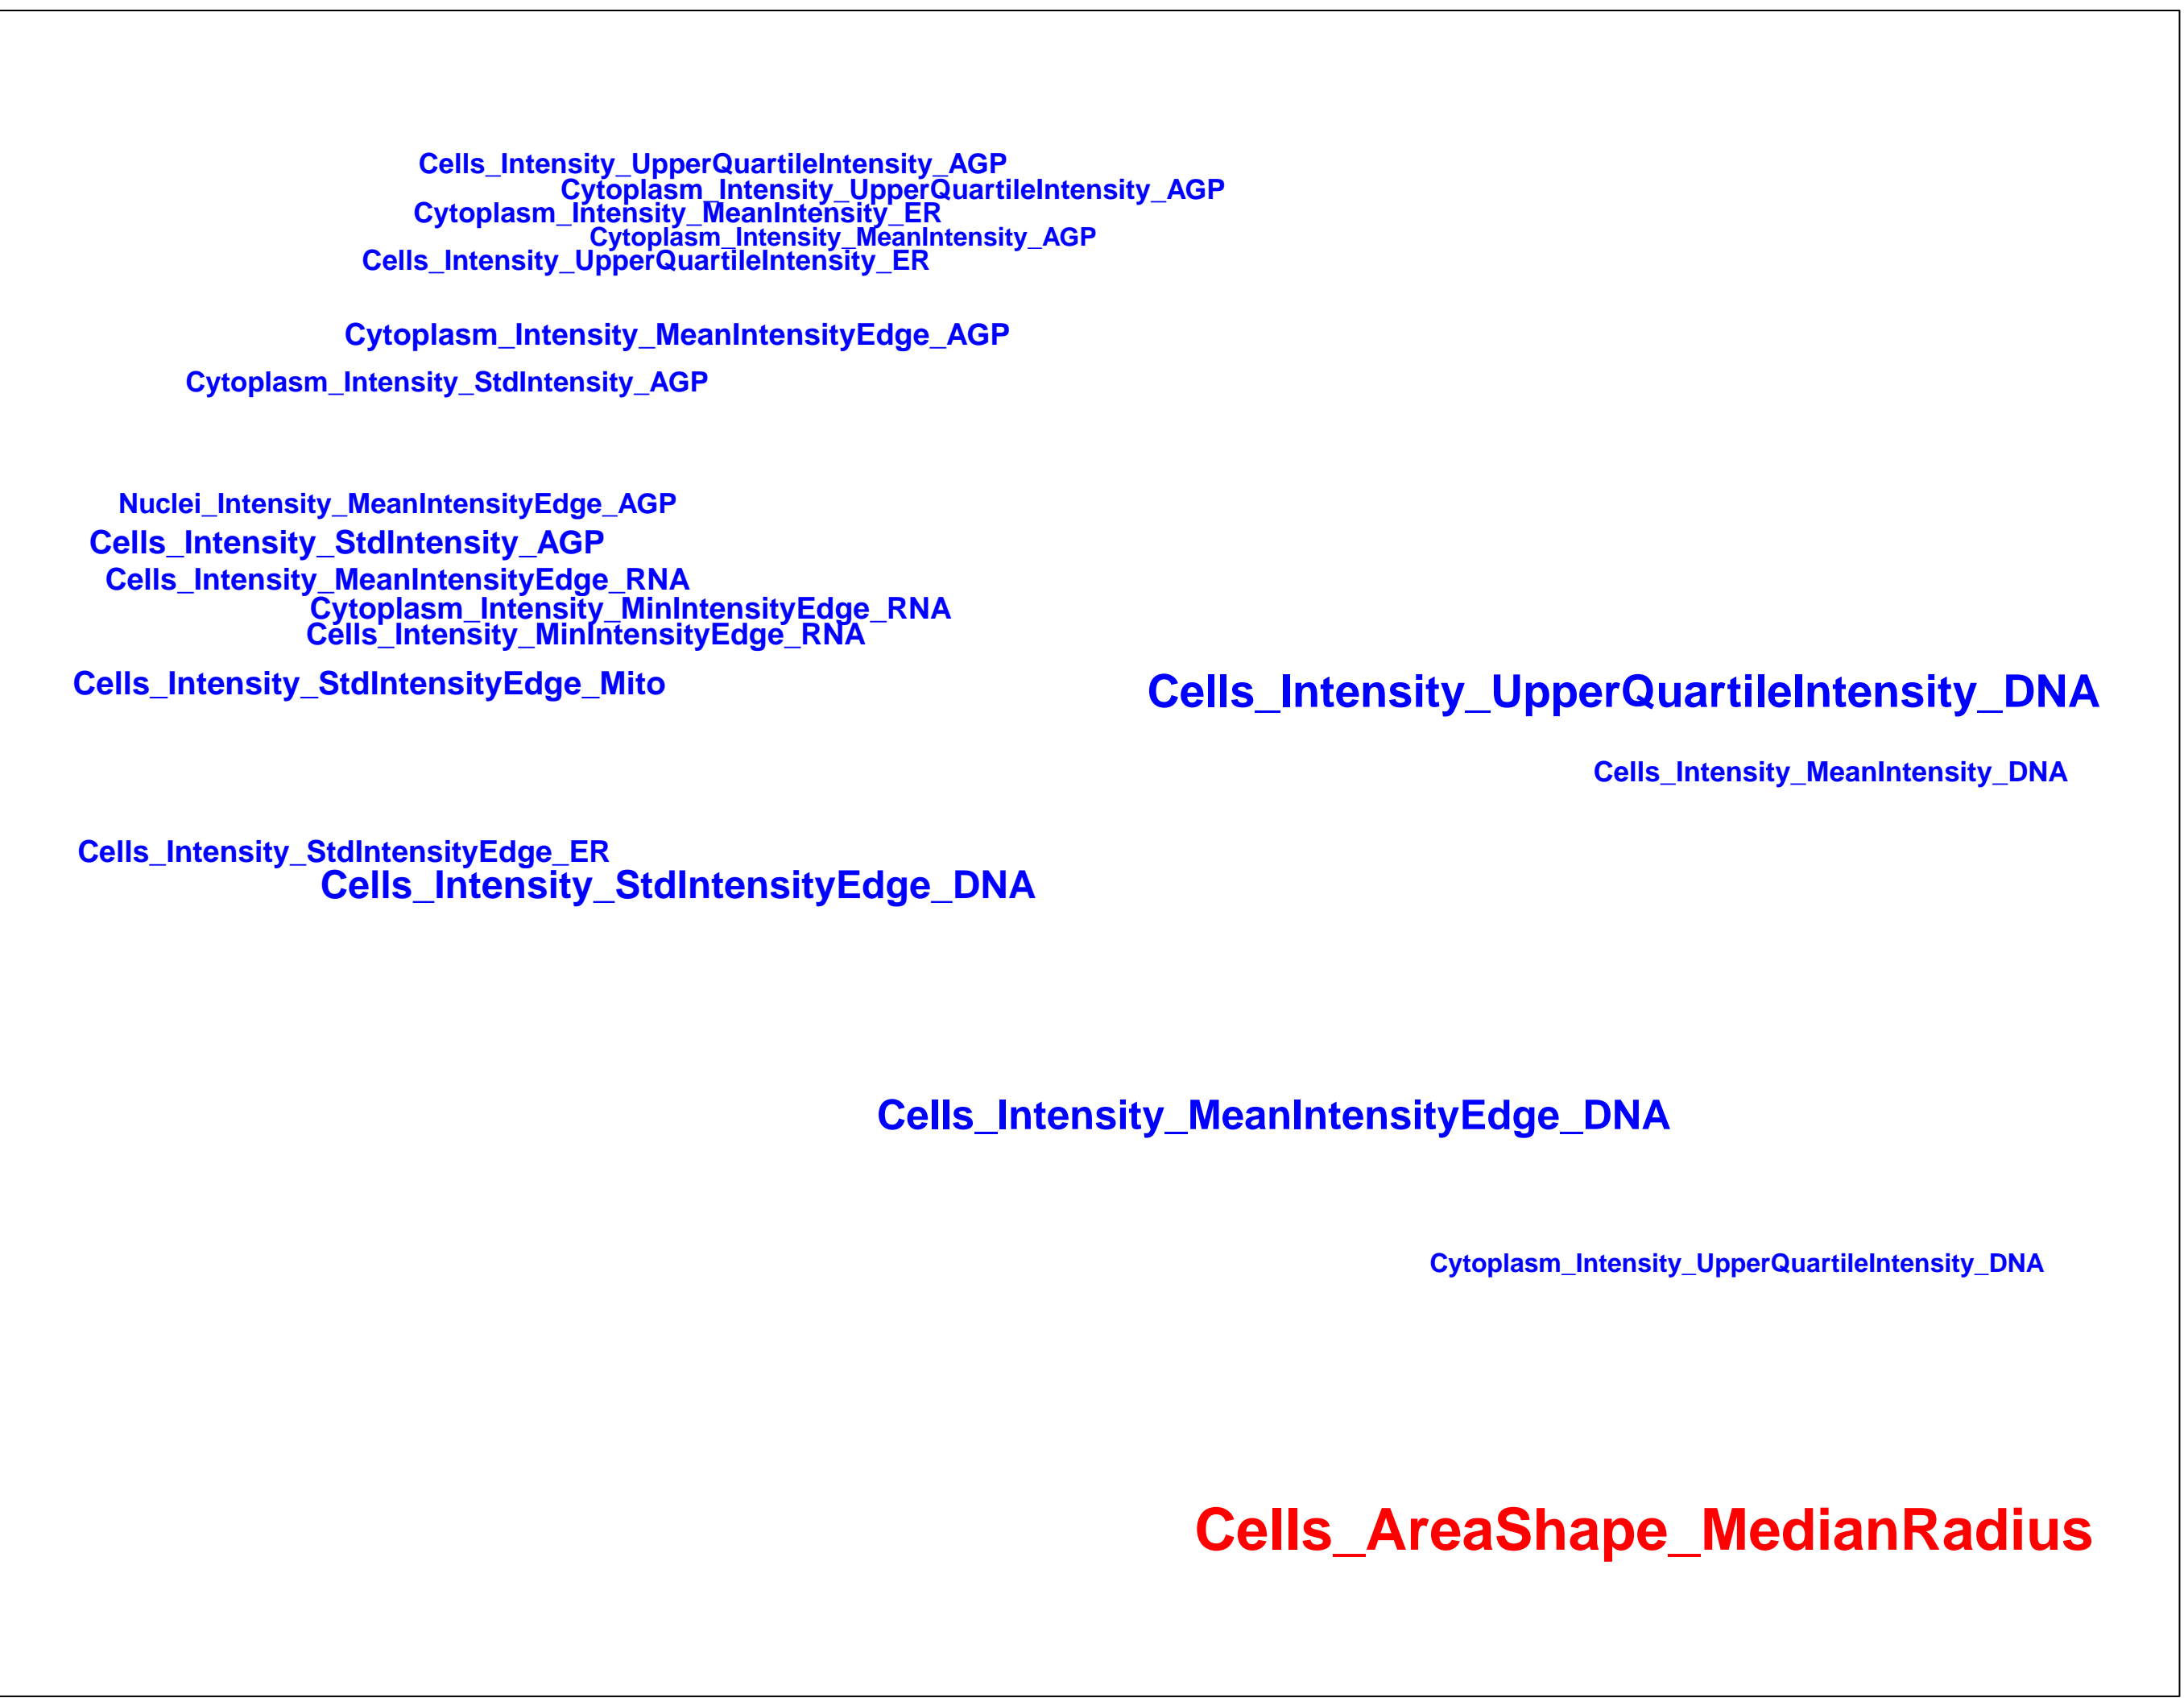 Cells_Intensity_UpperQuartileIntensity_AGP
Cytoplasm_Intensity_UpperQuartileIntensity_AGP
Cytoplasm_Intensity_MeanIntensity_ER
Cytoplasm_Intensity_MeanIntensity_AGP
Cells_Intensity_UpperQuartileIntensity_ER
Cytoplasm_Intensity_MeanIntensityEdge_AGP
Cytoplasm_Intensity_StdIntensity_AGP
Nuclei_Intensity_MeanIntensityEdge_AGP
Cells_Intensity_StdIntensity_AGP
Cells_Intensity_MeanIntensityEdge_RNA
Cytoplasm_Intensity_MinIntensityEdge_RNA
Cells_Intensity_MinIntensityEdge_RNA
Cells_Intensity_StdIntensityEdge_Mito
Cells_Intensity_UpperQuartileIntensity_DNA
Cells_Intensity_MeanIntensity_DNA
Cells_Intensity_StdIntensityEdge_ER
Cells_Intensity_StdIntensityEdge_DNA
Cells_Intensity_MeanIntensityEdge_DNA
Cytoplasm_Intensity_UpperQuartileIntensity_DNA
Cells_AreaShape_MedianRadius